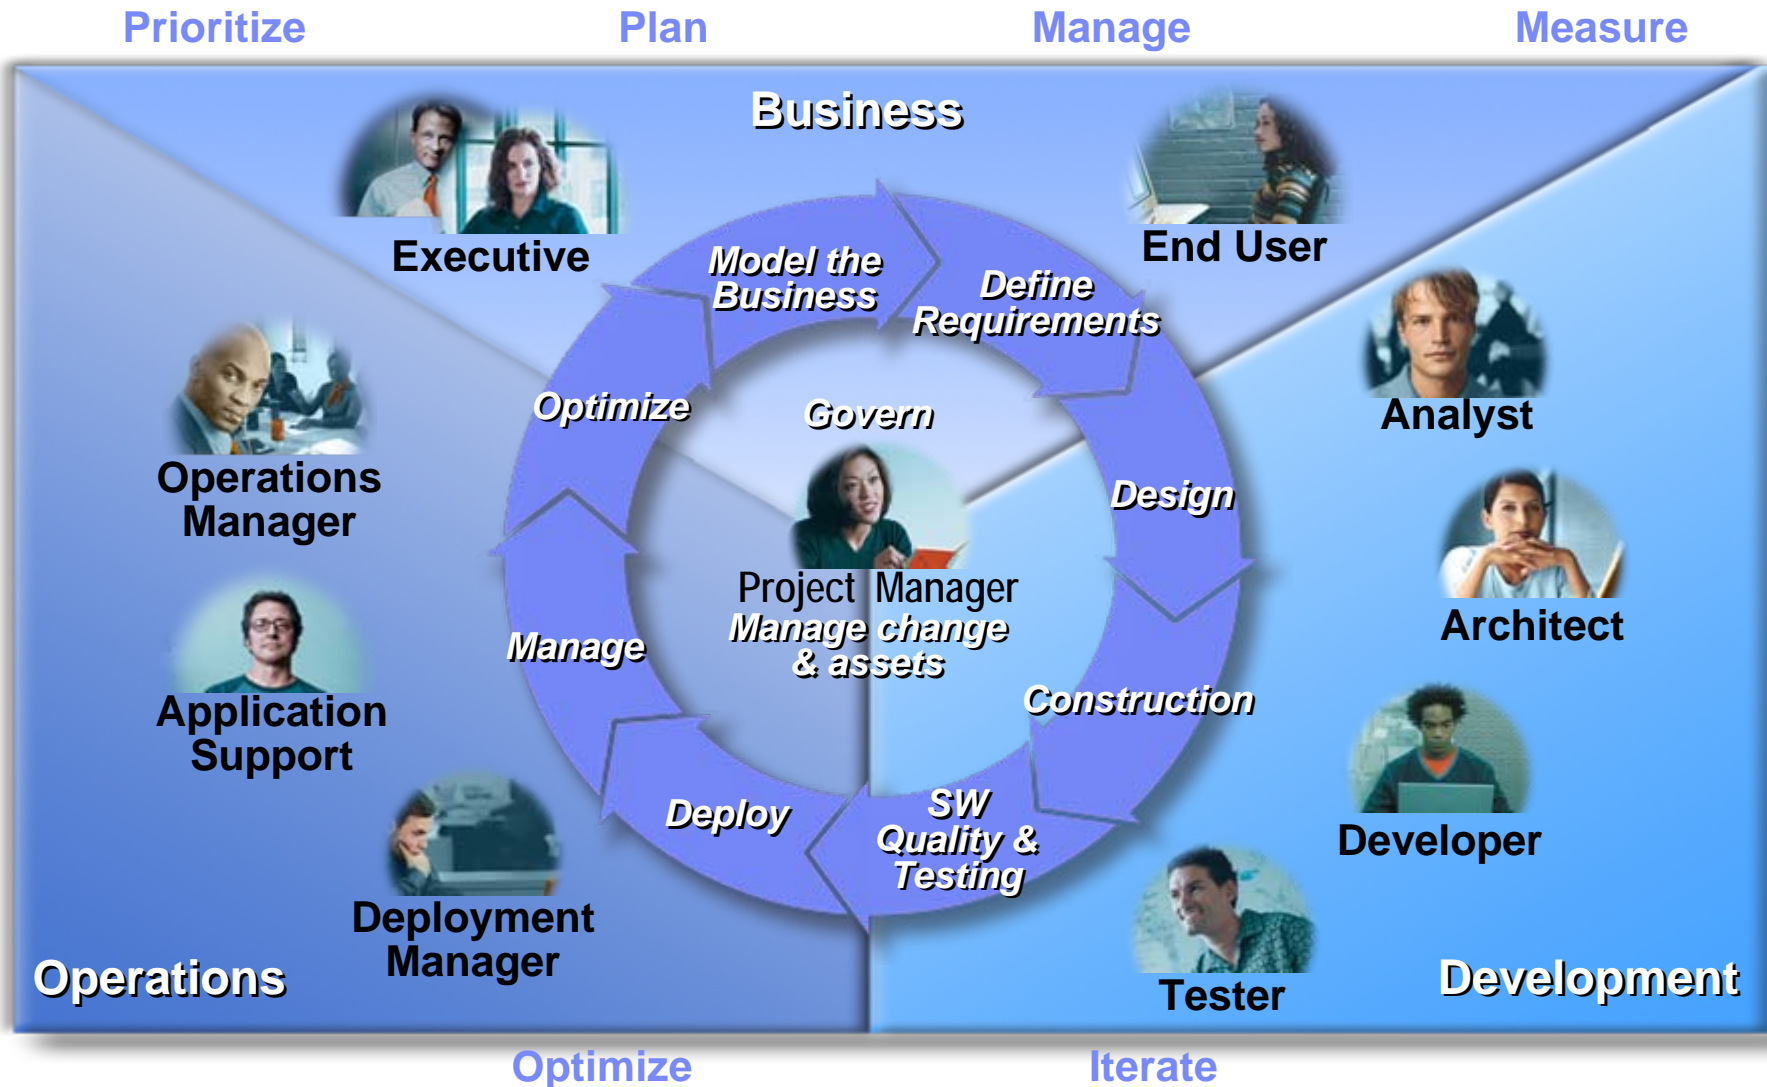 Prioritize
Plan
Manage
Measure
Business
Executive
End User
Model the
Business
Define
Requirements
Optimize
Govern
Analyst
Operations
Manager
Design
Project Manager
Manage change
& assets
Architect
Manage
Application
Support
Construction
Deploy
SW
Quality &
Testing
Developer
Deployment
Manager
Tester
Operations
Development
Optimize
Iterate